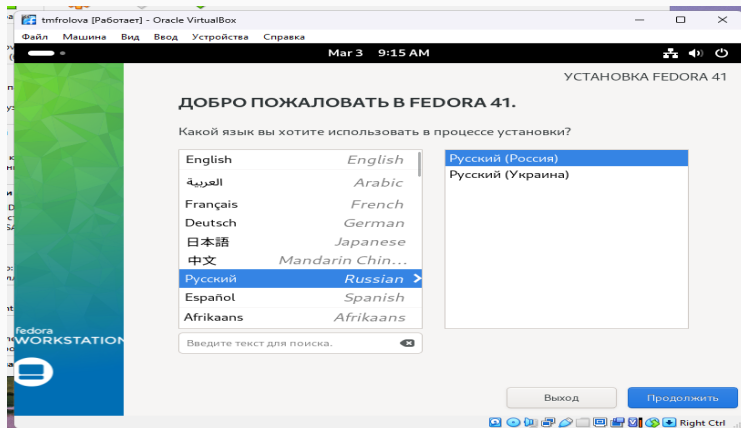 tmfrolova [Работает] - Oracle VirtualBox
Файл Машина Вид Ввод Устройства Справка
Mar 3 9:15 AM
УСТАНОВКА FEDORA 41
ДОБРО ПОЖАЛОВАТЬ В FEDORA 41.
Какой язык вы хотите использовать в процессе установки?
English English
العربية Arabic
Français French
Deutsch German
日本語 Japanese
中文 Mandarin Chin...
Русский Russian
Español Spanish
Afrikaans Afrikaans
Русский (Россия)
Русский (Украина)
Введите текст для поиска.
fedora
WORKSTATION
Выход Продолжить
Right Ctrl